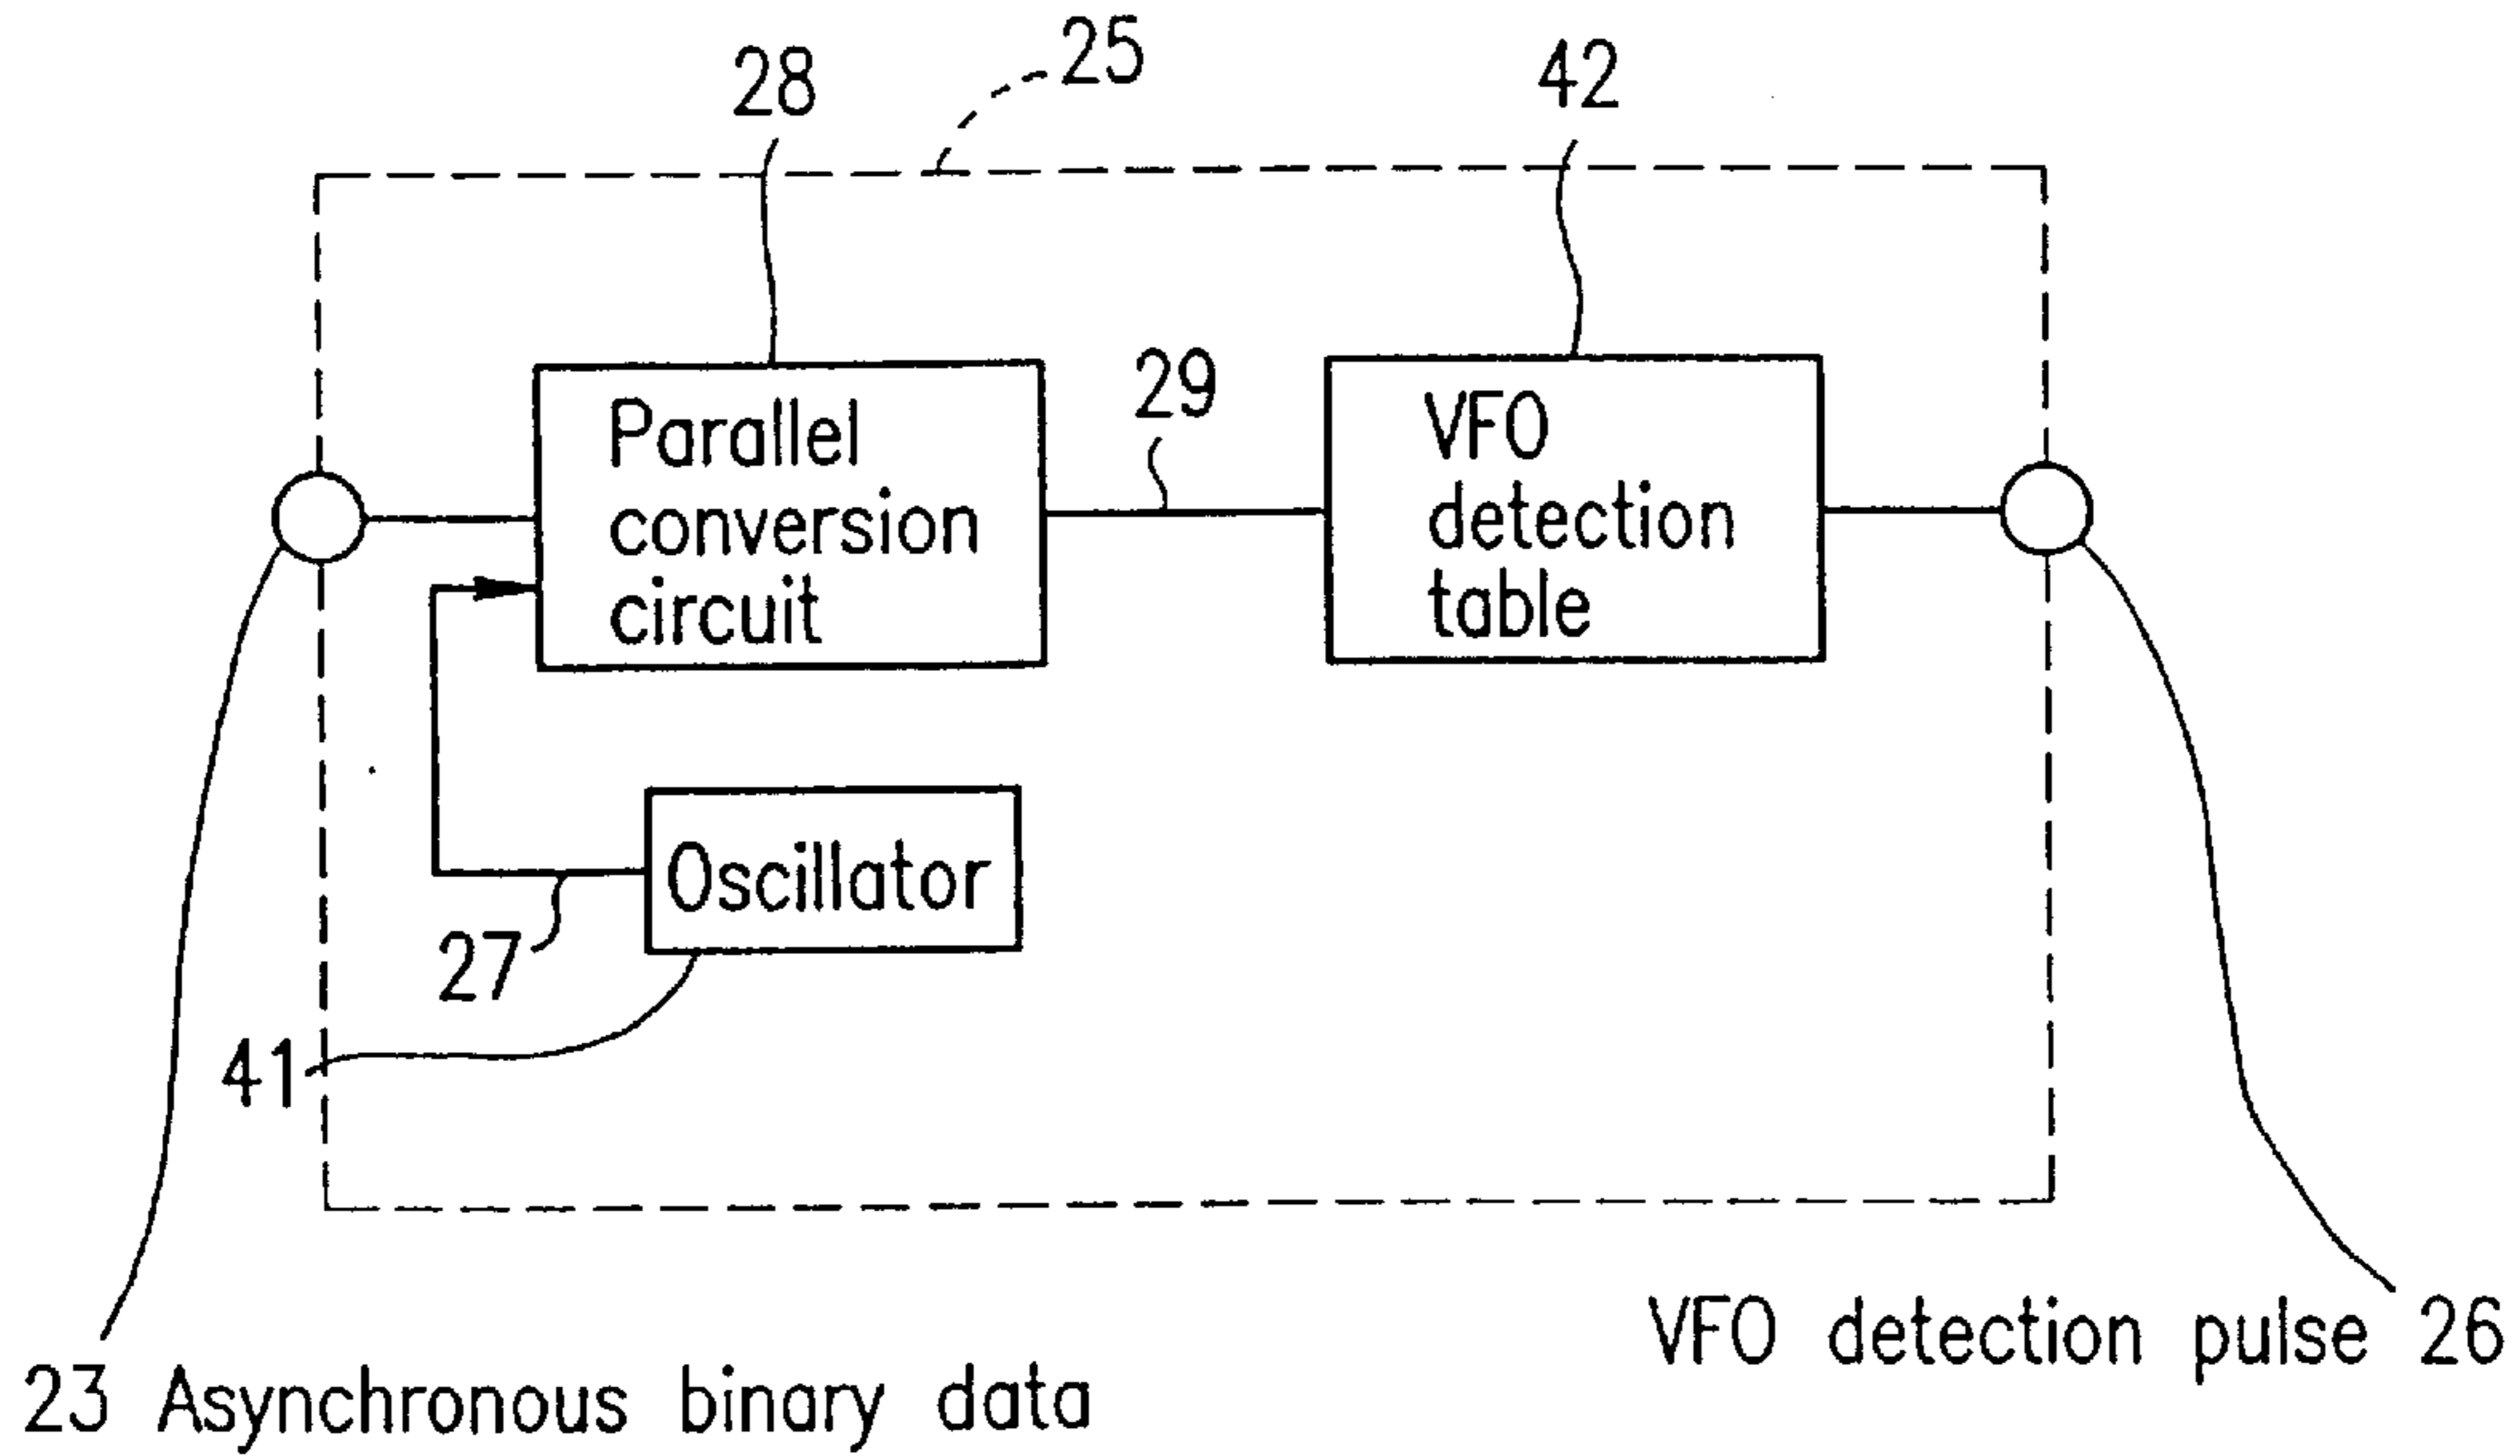 25
28
42
29
Parallel
conversion
circuit
VFO
detection
table
Oscillator
27
41
VFO detection pulse 26
23 Asynchronous binary data